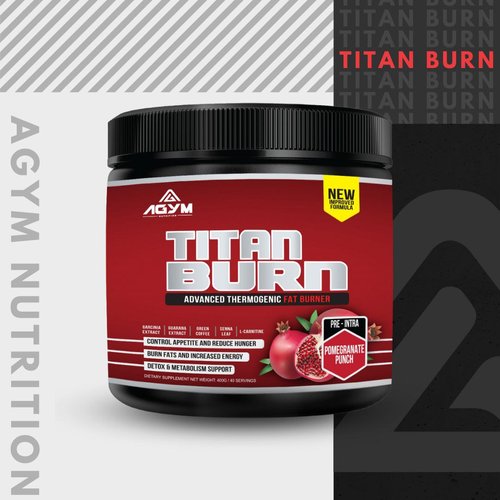 TITAN BURN
TITAN BURN
TITAN BURN
TITAN BURN
TITAN BURN
AGYM NUTRITION
AGYM
NUTRITION
NEW
IMPROVED
FORMULA
TITAN
BURN
ADVANCED THERMOGENIC FAT BURNER
GARCINIA EXTRACT
GUARANA EXTRACT
GREEN COFFEE
SENNA LEAF
L-CARNITINE
CONTROL APPETITE AND REDUCE HUNGER
BURN FATS AND INCREASED ENERGY
DETOX & METABOLISM SUPPORT
PRE - INTRA
POMEGRANATE
PUNCH
DIETARY SUPPLEMENT NET WEIGHT: 400G / 40 SERVINGS